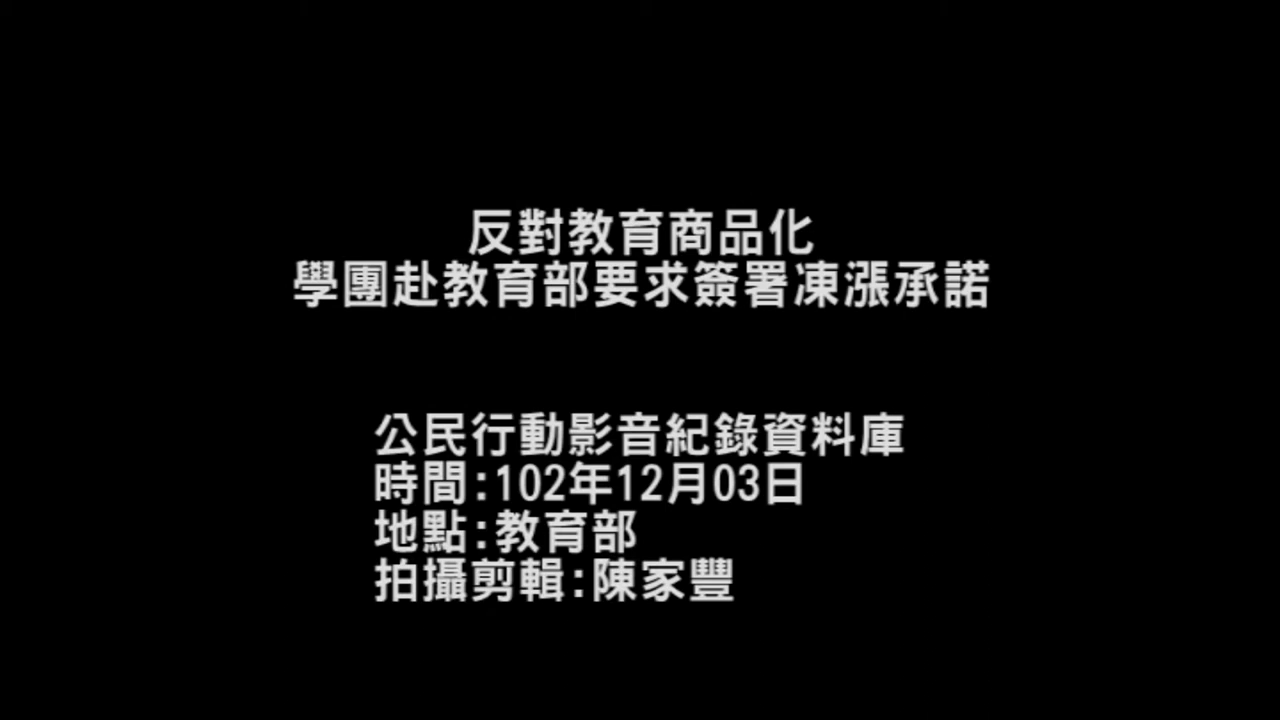 反對教育商品化
學團赴教育部要求簽署凍漲承諾
公民行動影音紀錄資料庫
時間:102年12月03日
地點:教育部
拍攝剪輯:陳家豐